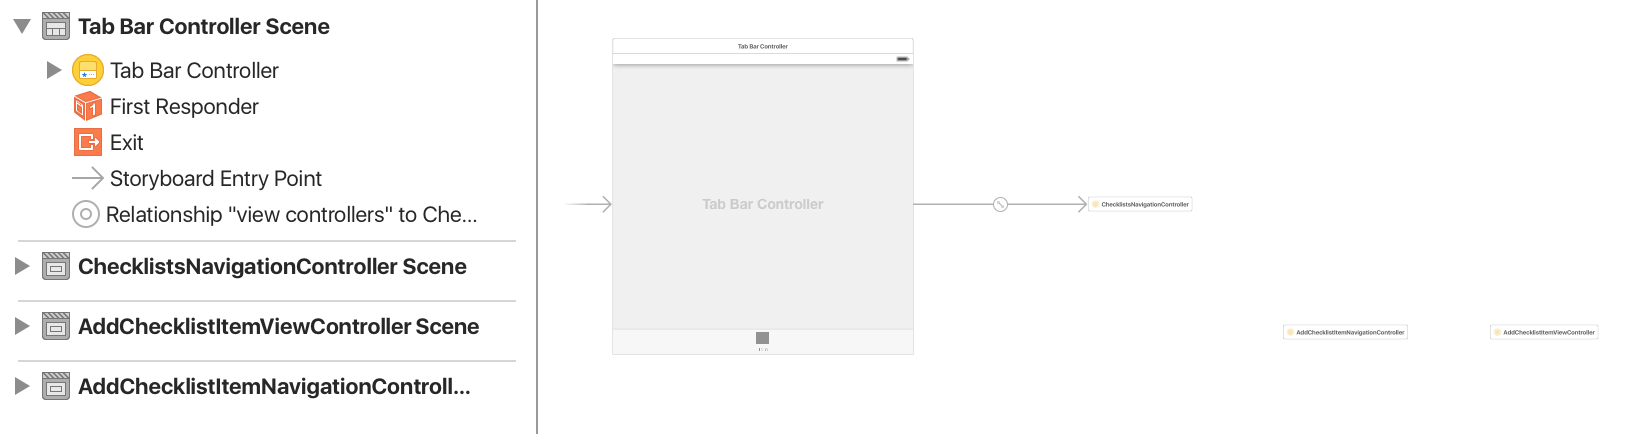 Tab Bar Controller Scene
Tab Bar Controller
First Responder
Exit
Storyboard Entry Point
Relationship "view controllers" to Che...
ChecklistsNavigationController Scene
AddChecklistItemViewController Scene
AddChecklistItemNavigationControll...
Tab Bar Controller
Tab Bar Controller
ChecklistsNavigationController
AddChecklistItemNavigationController
AddChecklistItemViewController